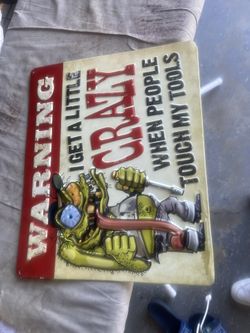 WARNING
I GET A LITTLE
CRAZY
WHEN PEOPLE
TOUCH MY TOOLS